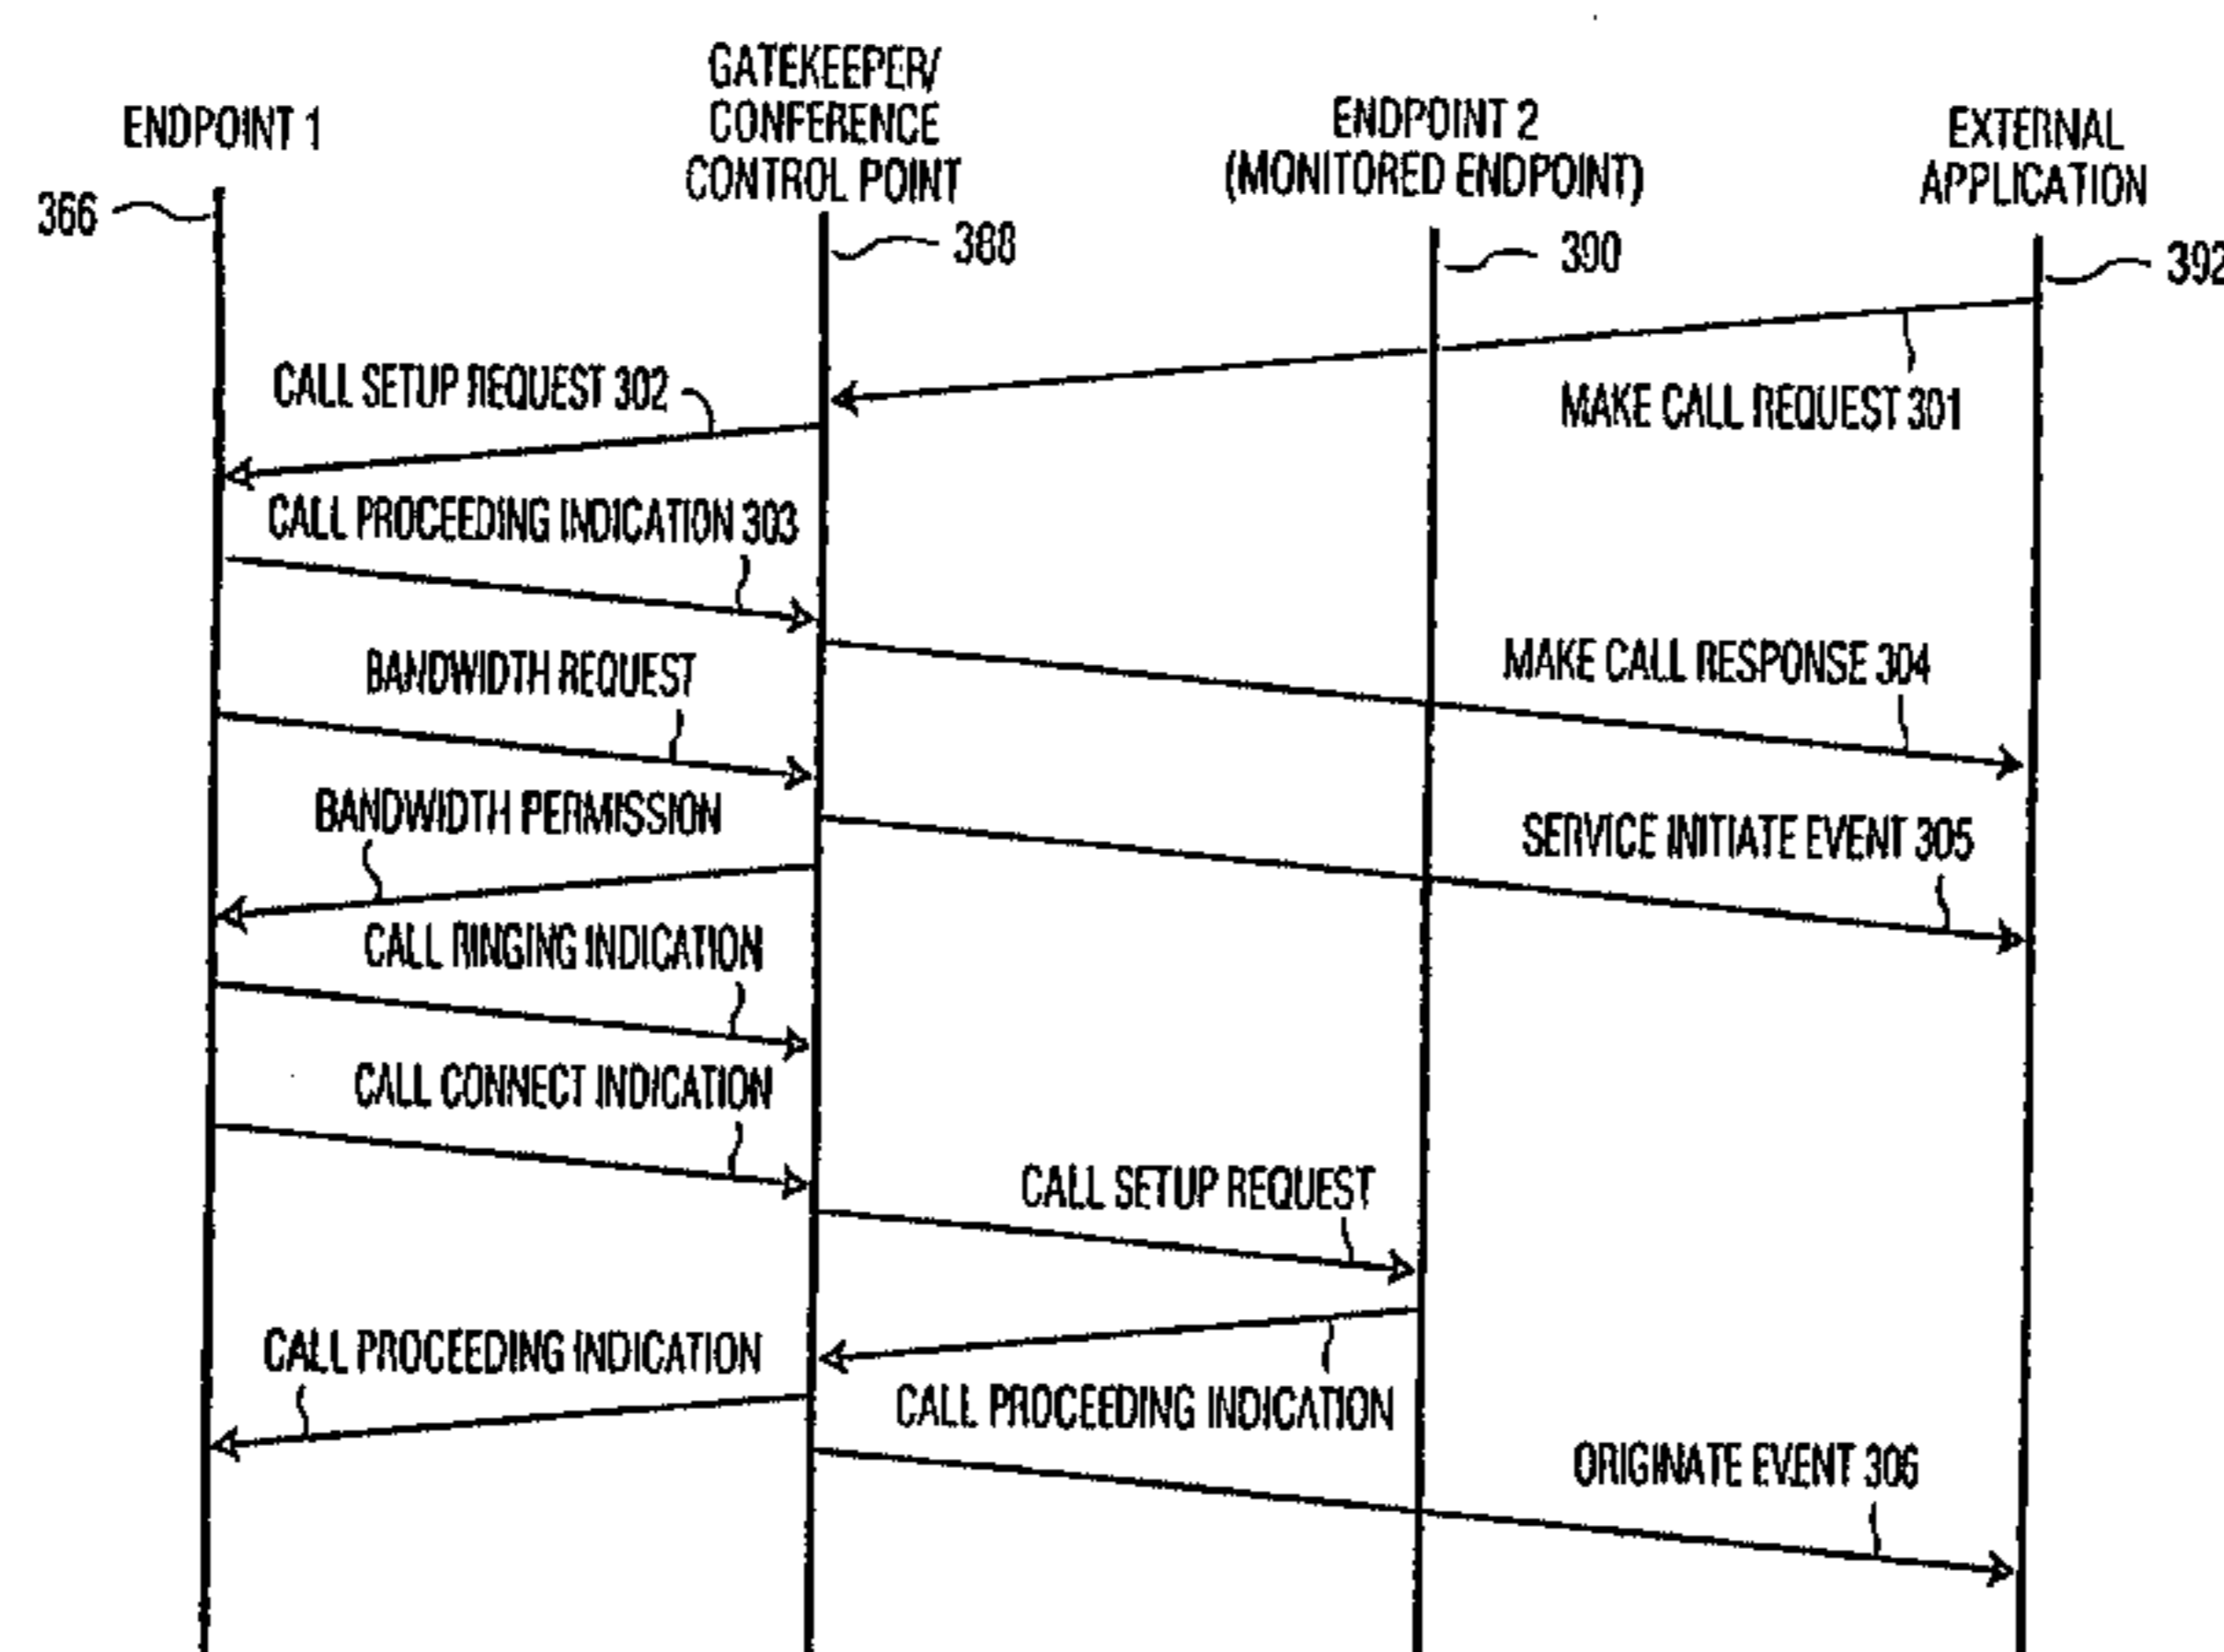 ENDPOINT 1
GATEKEEPER/
CONFERENCE
CONTROL POINT
ENDPOINT 2
(MONITORED ENDPOINT)
EXTERNAL
APPLICATION
366
388
390
392
MAKE CALL REQUEST 301
CALL SETUP REQUEST 302
CALL PROCEEDING INDICATION 303
MAKE CALL RESPONSE 304
BANDWIDTH REQUEST
BANDWIDTH PERMISSION
SERVICE INITIATE EVENT 305
CALL RINGING INDICATION
CALL CONNECT INDICATION
CALL SETUP REQUEST
CALL PROCEEDING INDICATION
CALL PROCEEDING INDICATION
ORIGINATE EVENT 306